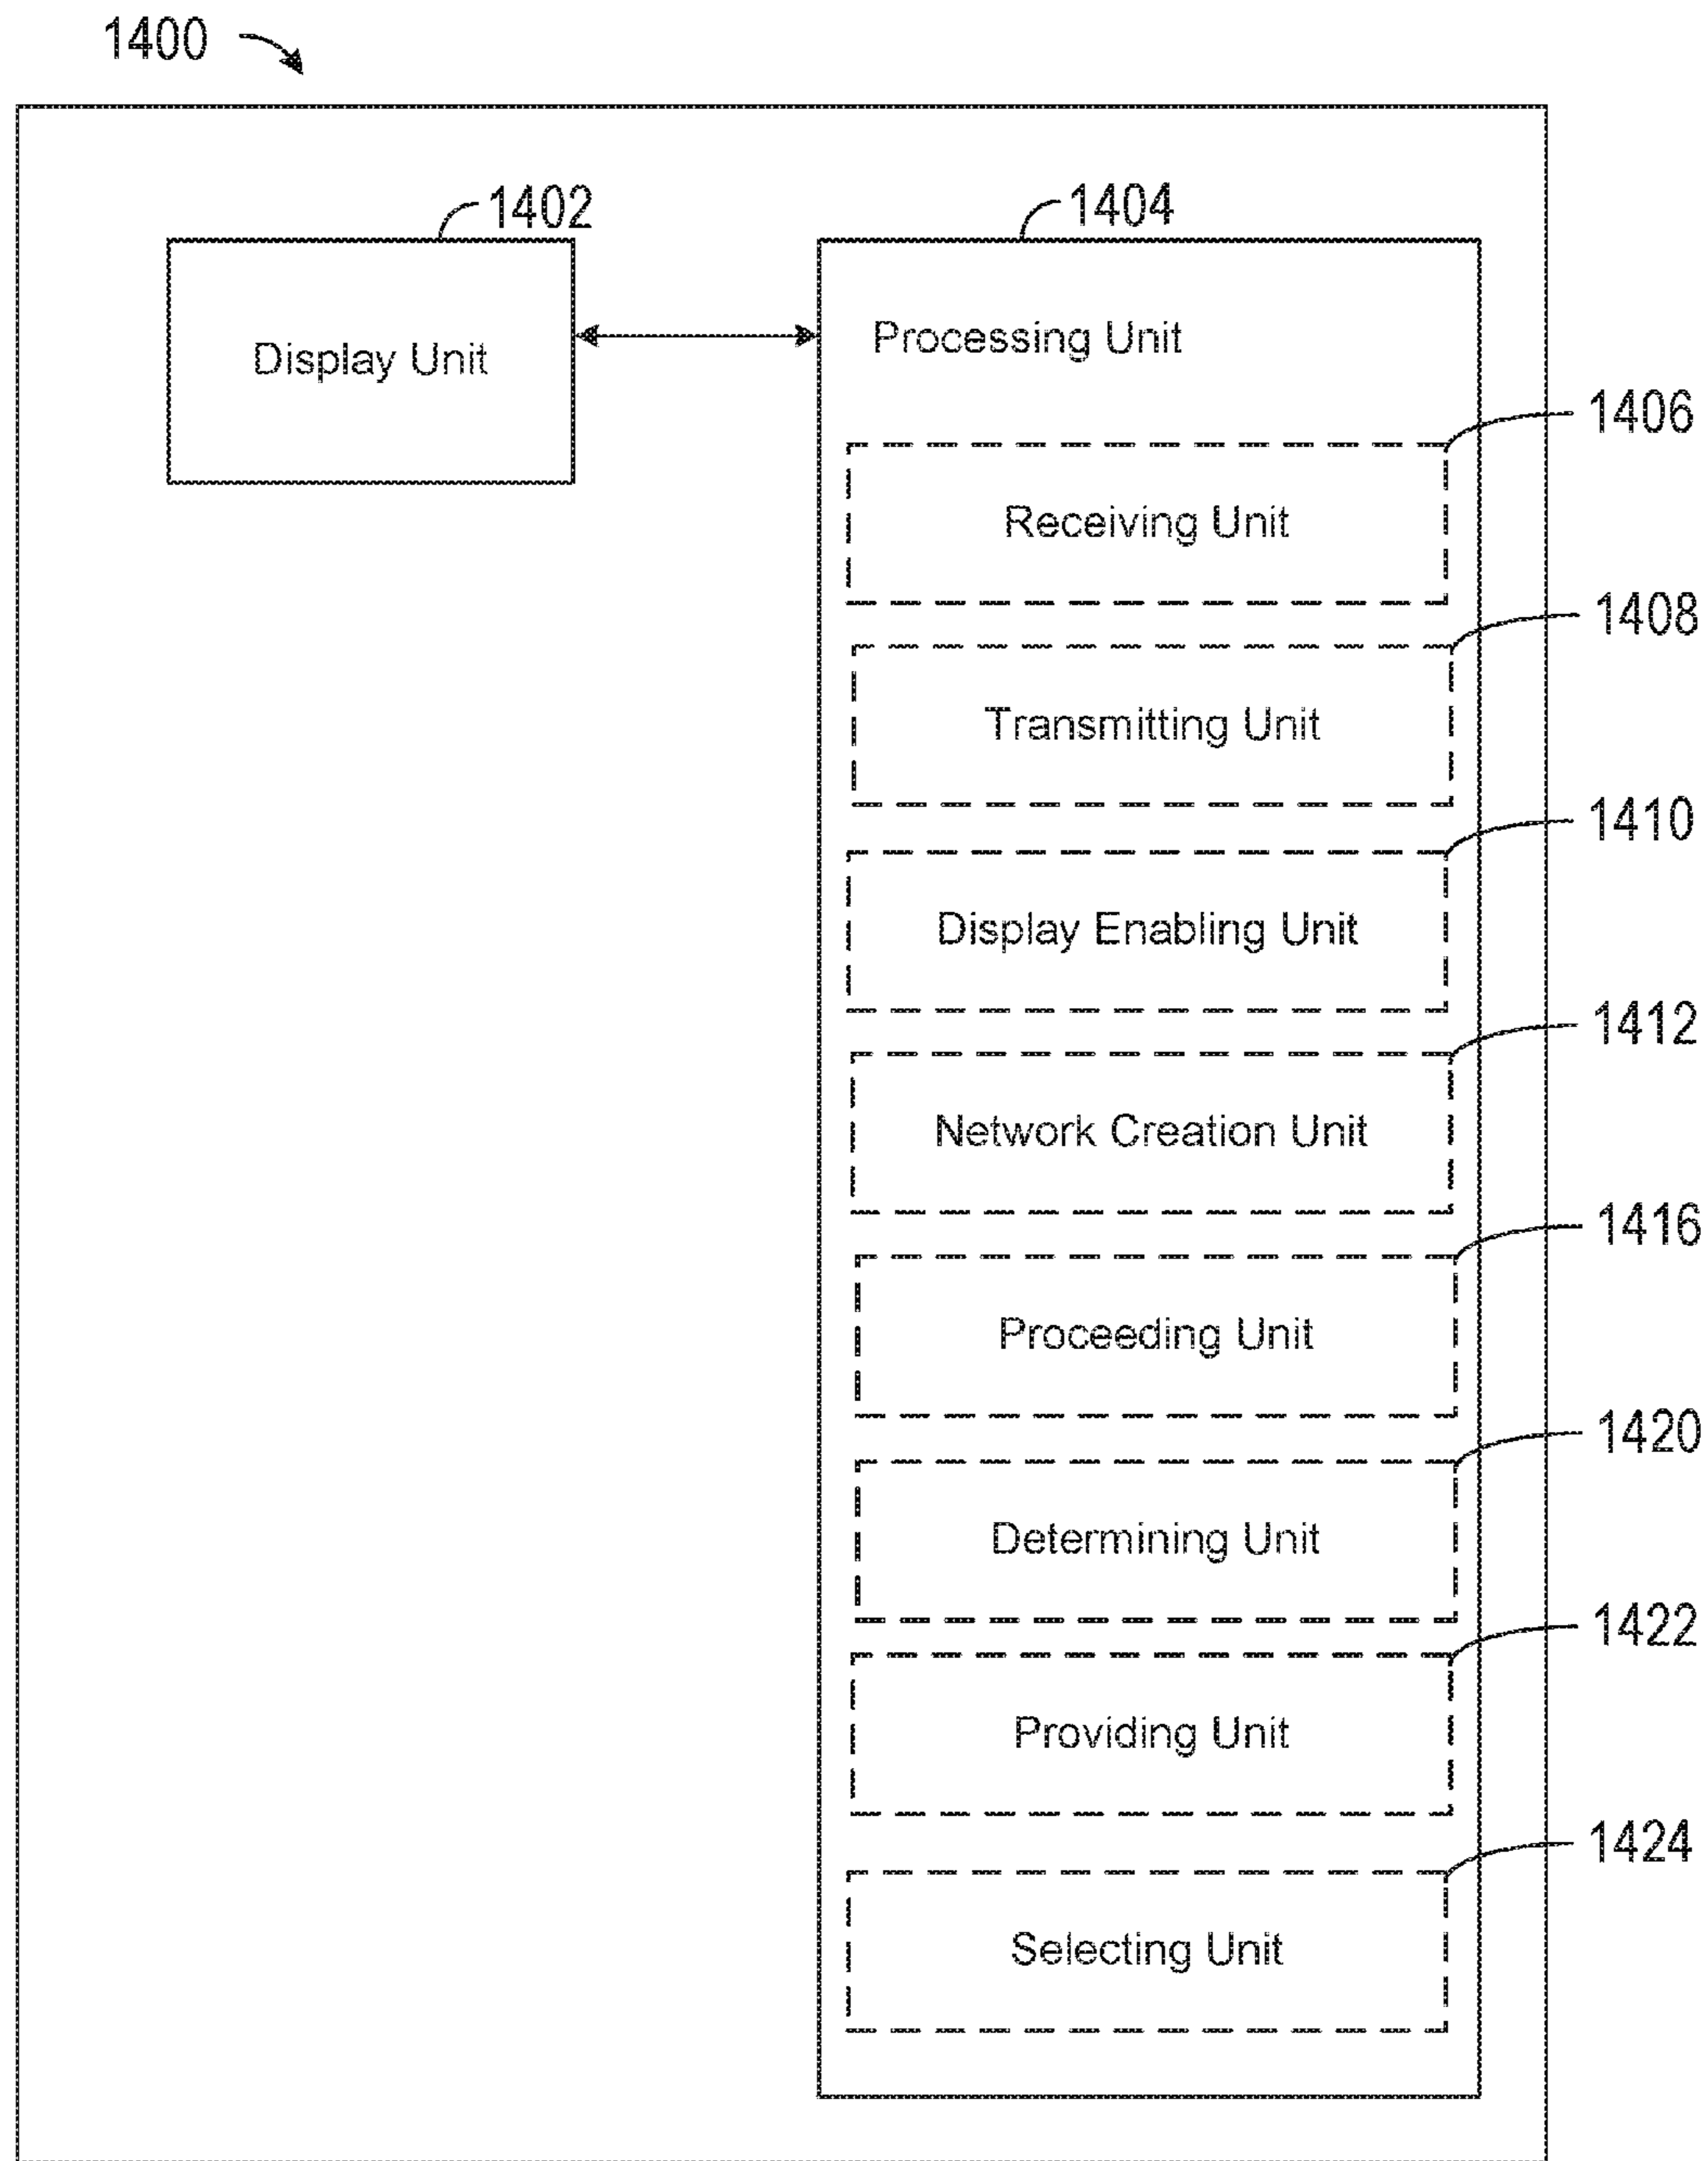 1400
1402
1404
Display Unit
Processing Unit
1406
Receiving Unit
1408
Transmitting Unit
1410
Display Enabling Unit
1412
Network Creation Unit
1416
Proceeding Unit
1420
Determining Unit
1422
Providing Unit
1424
Selecting Unit